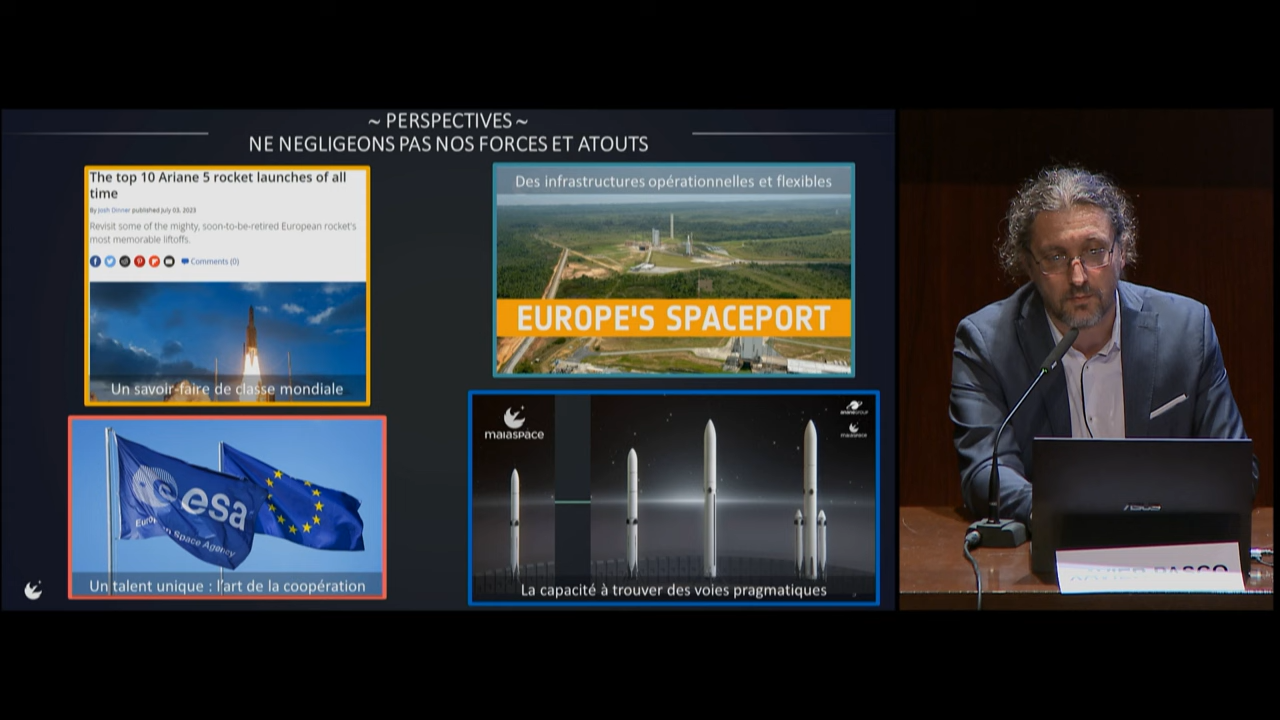 ~ PERSPECTIVES ~
NE NEGLIGEONS PAS NOS FORCES ET ATOUTS
The top 10 Ariane 5 rocket launches of all
time
By Josh Dinner published July 03, 2023
Revisit some of the mighty, soon-to-be-retired European rocket's
most memorable liftoffs.
Comments (0)
Un savoir-faire de classe mondiale
Des infrastructures opérationnelles et flexibles
EUROPE'S SPACEPORT
esa
European Space Agency
Un talent unique : l'art de la coopération
maiaspace
arianeGROUP
maiaspace
La capacité à trouver des voies pragmatiques
ASUS